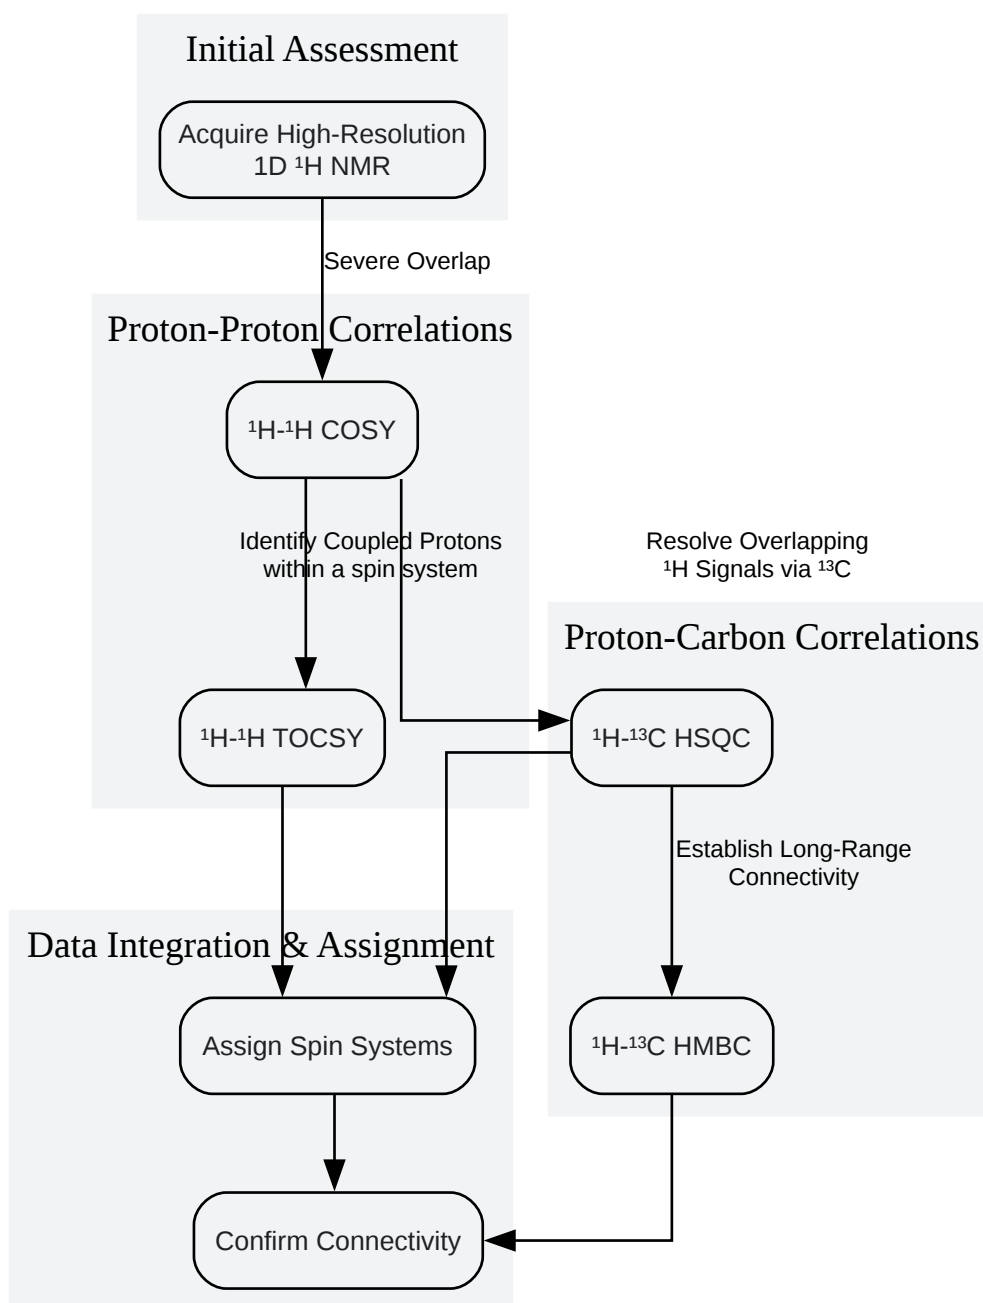 Initial Assessment
Acquire High-Resolution
1D ¹H NMR
Severe Overlap
Proton-Proton Correlations
¹H-¹H COSY
Identify Coupled Protons
within a spin system
Resolve Overlapping
¹H Signals via ¹³C
Proton-Carbon Correlations
¹H-¹H TOCSY
¹H-¹³C HSQC
Establish Long-Range
Connectivity
Data Integration & Assignment
Assign Spin Systems
¹H-¹³C HMBC
Confirm Connectivity